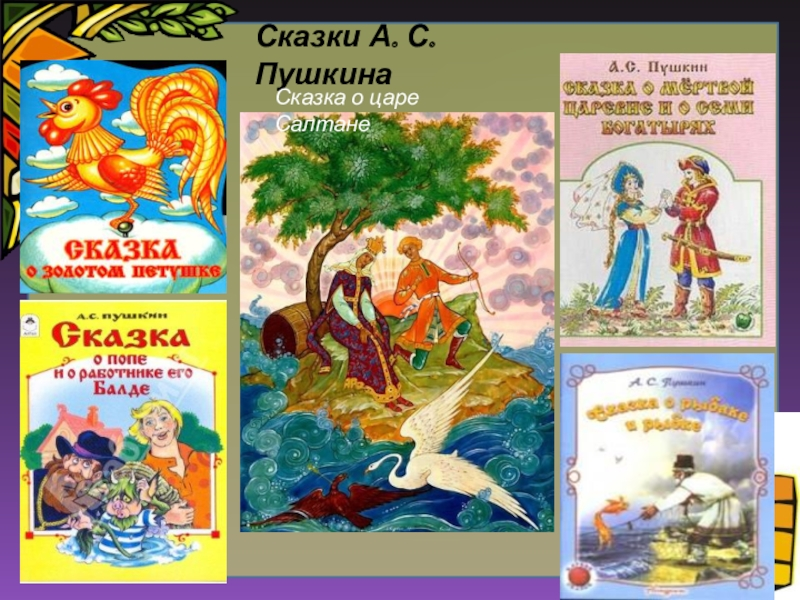 Сказки А. С.
Пушкина
Сказка о царе
Салтане
СКАЗКА
О ЗОЛОТОМ ПЕТУШКЕ
А.С. ПУШКИН
СКАЗКА
О ПОПЕ
И О РАБОТНИКЕ ЕГО
БАЛДЕ
А.С. Пушкин
СКАЗКА О МЁРТВОЙ
ЦАРЕВНЕ И О СЕМИ
БОГАТЫРЯХ
А. С. Пушкин
Сказка о рыбаке
и рыбке